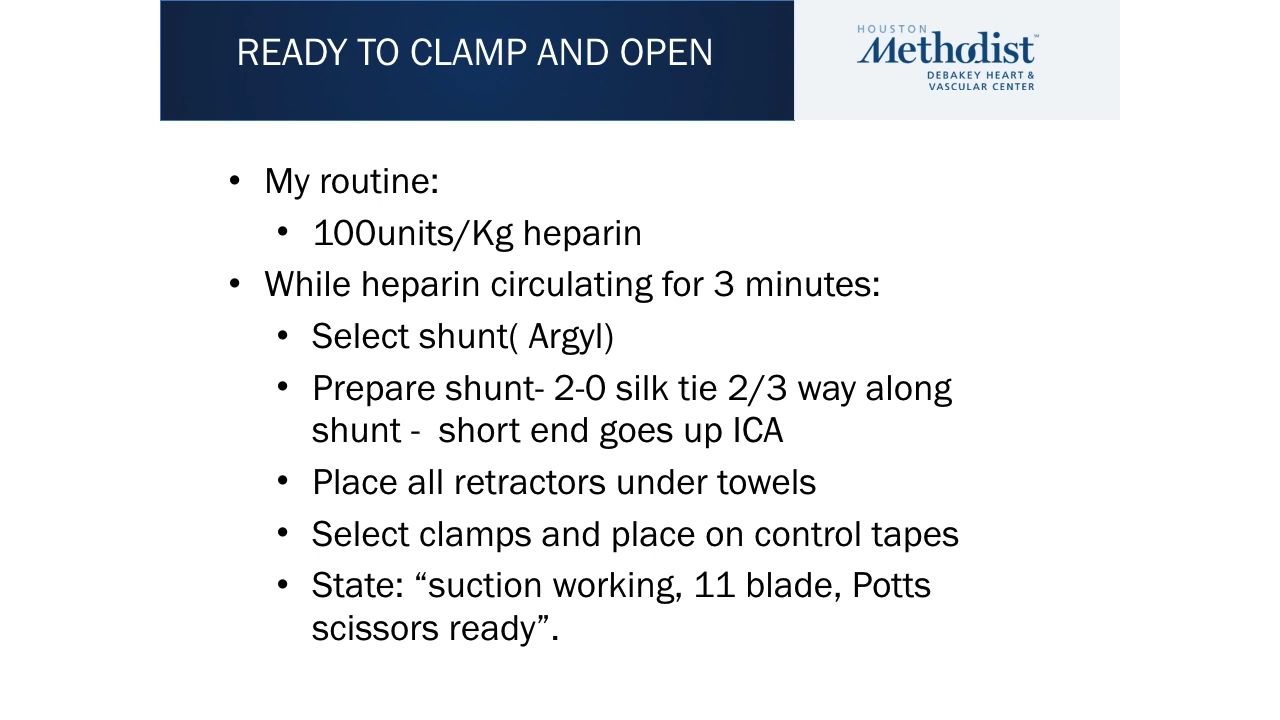 READY TO CLAMP AND OPEN
HOUSTON
Methodist
DEBAKEY HEART &
VASCULAR CENTER
• My routine:
• 100units/Kg heparin
• While heparin circulating for 3 minutes:
• Select shunt( Argyl)
• Prepare shunt- 2-0 silk tie 2/3 way along
shunt -  short end goes up ICA
• Place all retractors under towels
• Select clamps and place on control tapes
• State: “suction working, 11 blade, Potts
scissors ready”.